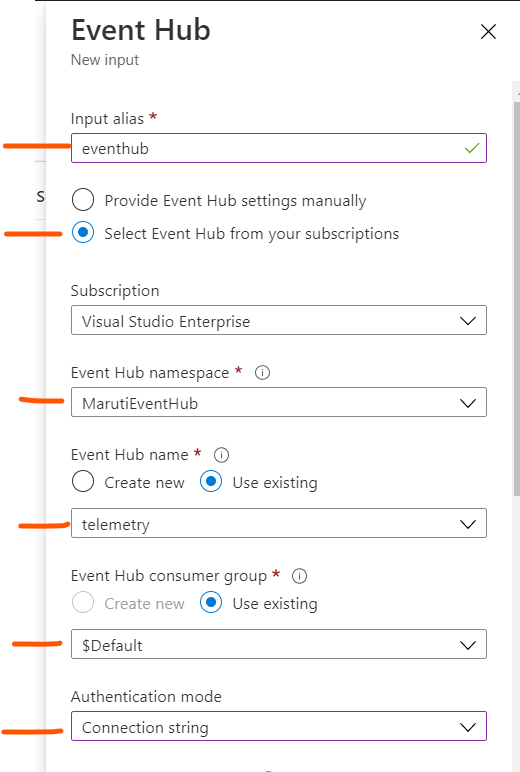 Event Hub
New input
Input alias *
eventhub
S
Provide Event Hub settings manually
Select Event Hub from your subscriptions
Subscription
Visual Studio Enterprise
Event Hub namespace *
MarutiEventHub
Event Hub name *
Create new Use existing
telemetry
Event Hub consumer group *
Create new Use existing
$Default
Authentication mode
Connection string